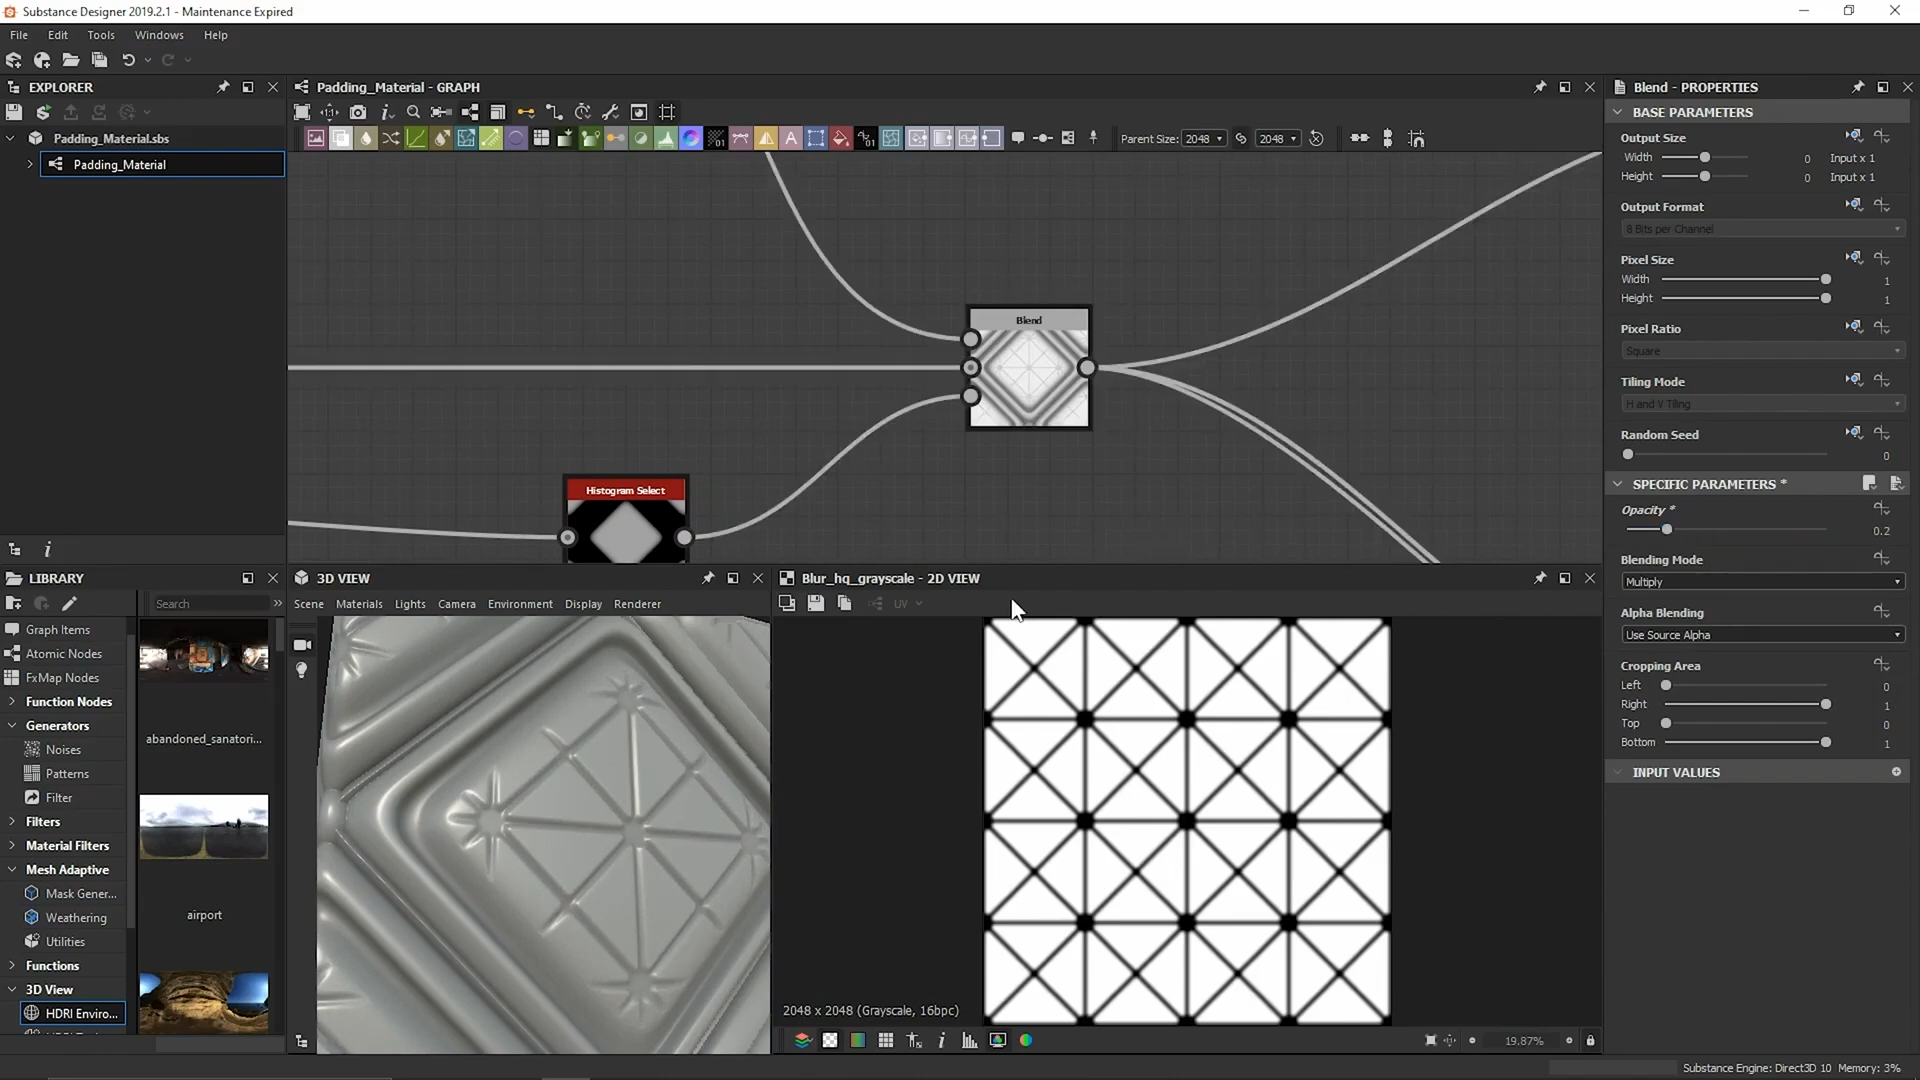 Substance Designer 2019.2.1 - Maintenance Expired
File Edit Tools Windows Help
EXPLORER
Padding_Material.sbs
Padding_Material
Padding_Material - GRAPH
Parent Size: 2048 2048
Blend
Histogram Select
Blend - PROPERTIES
BASE PARAMETERS
Output Size
Width 0 Input x 1
Height 0 Input x 1
Output Format
8 Bits per Channel
Pixel Size
Width 1
Height 1
Pixel Ratio
Square
Tiling Mode
H and V Tiling
Random Seed
0
SPECIFIC PARAMETERS *
Opacity *
0.2
Blending Mode
Multiply
Alpha Blending
Use Source Alpha
Cropping Area
Left 0
Right 1
Top 0
Bottom 1
INPUT VALUES
LIBRARY
Search
Graph Items
Atomic Nodes
FxMap Nodes
Function Nodes
Generators
Noises
Patterns
Filter
Filters
Material Filters
Mesh Adaptive
Mask Gener...
Weathering
Utilities
Functions
3D View
HDRI Enviro...
abandoned_sanatori...
airport
3D VIEW
Scene Materials Lights Camera Environment Display Renderer
Blur_hq_grayscale - 2D VIEW
UV
2048 x 2048 (Grayscale, 16bpc)
19.87%
Substance Engine: Direct3D 10 Memory: 3%